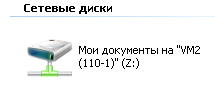 Сетевые диски
Мои документы на "VM2
(110-1)" (Z:)